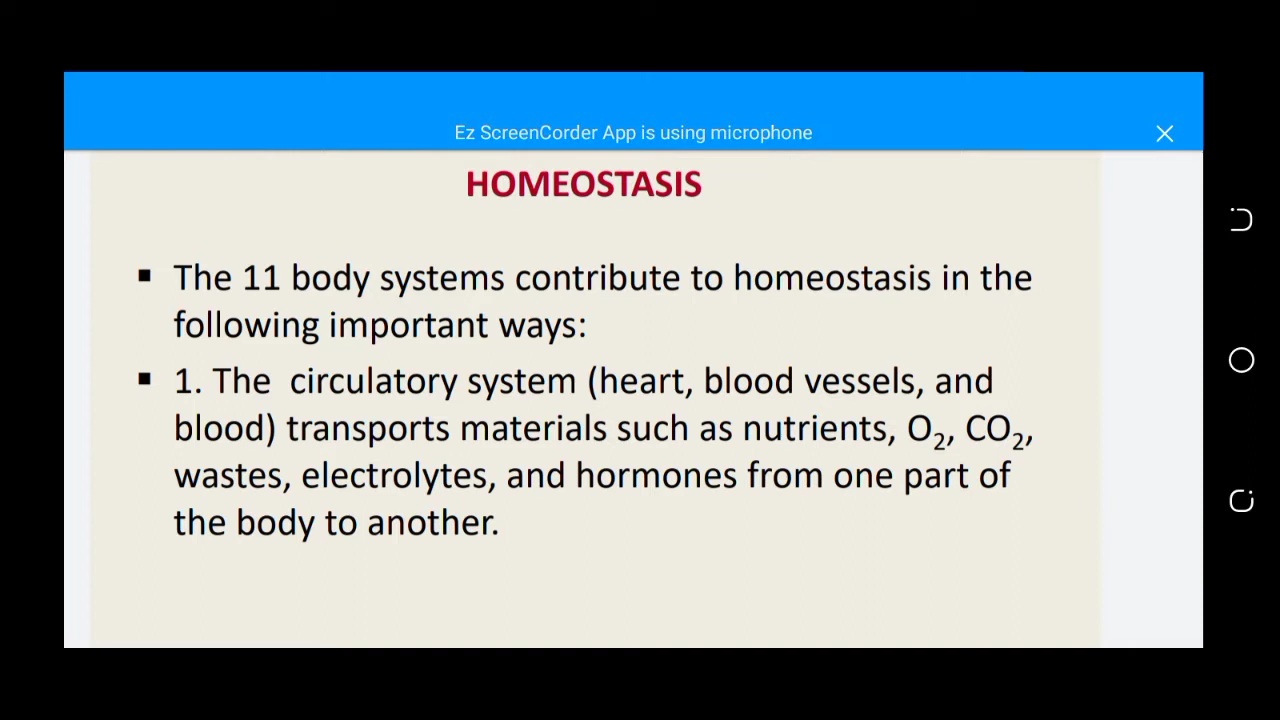 Ez ScreenCorder App is using microphone
HOMEOSTASIS
▪ The 11 body systems contribute to homeostasis in the
following important ways:
▪ 1. The  circulatory system (heart, blood vessels, and
blood) transports materials such as nutrients, O₂, CO₂,
wastes, electrolytes, and hormones from one part of
the body to another.